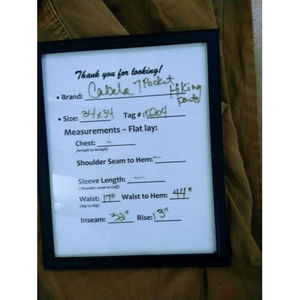 Thank you for looking!
• Brand: Cabela 7 Pocket Hiking pants
• Size: 34x34 Tag #:
Measurements – Flat lay:
Chest: -
(Armpit to Armpit)
Shoulder Seam to Hem: -
Sleeve Length: -
(Shoulder seam to Cuff)
Waist: 17" Waist to Hem: 44"
(Hip to Hip)
Inseam: 32" Rise: 13"